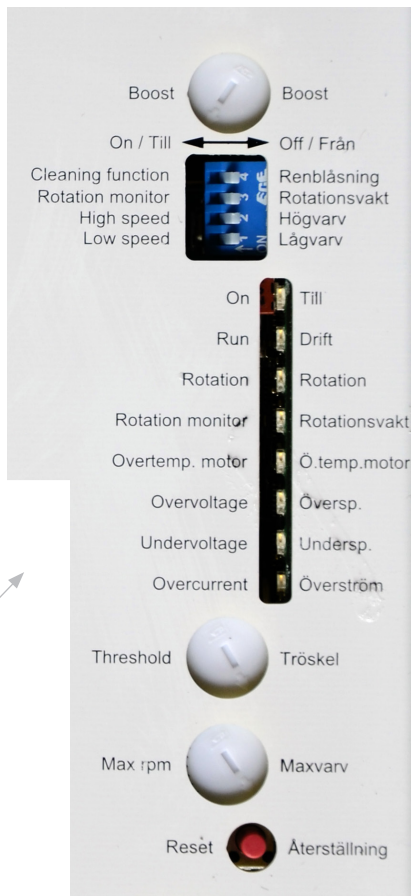 Boost Boost
On / Till Off / Från
Cleaning function 4 Renblåsning
Rotation monitor 3 Rotationsvakt
High speed 2 Högvarv
Low speed 1 ON Lågvarv
On Till
Run Drift
Rotation Rotation
Rotation monitor Rotationsvakt
Overtemp. motor Ö.temp.motor
Overvoltage Översp.
Undervoltage Undersp.
Overcurrent Överström
Threshold Tröskel
Max rpm Maxvarv
Reset Återställning